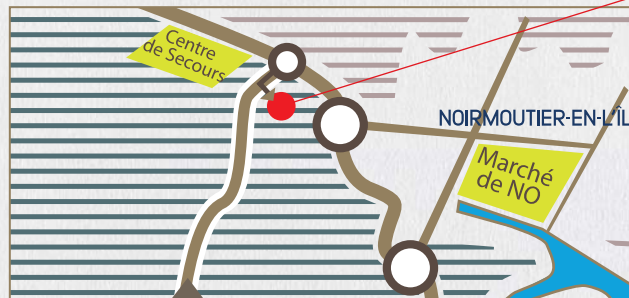 Centre
de Secours
NOIRMOUTIER-EN-L'ÎL
Marché
de NO